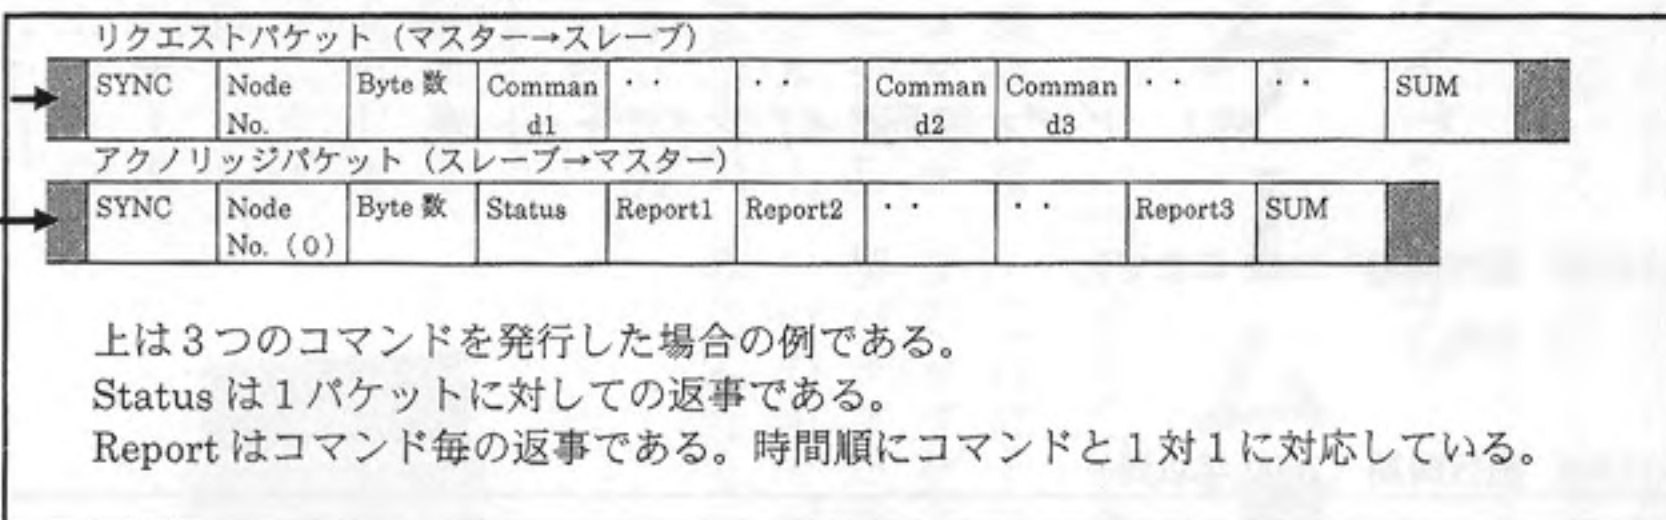 リクエストパケット（マスター→スレーブ）
SYNC Node No. Byte 数 Command1 ・・ ・・ Command2 Command3 ・・ ・・ SUM
アクノリッジパケット（スレーブ→マスター）
SYNC Node No.（0） Byte 数 Status Report1 Report2 ・・ ・・ Report3 SUM
上は３つのコマンドを発行した場合の例である。
Status は１パケットに対しての返事である。
Report はコマンド毎の返事である。時間順にコマンドと１対１に対応している。